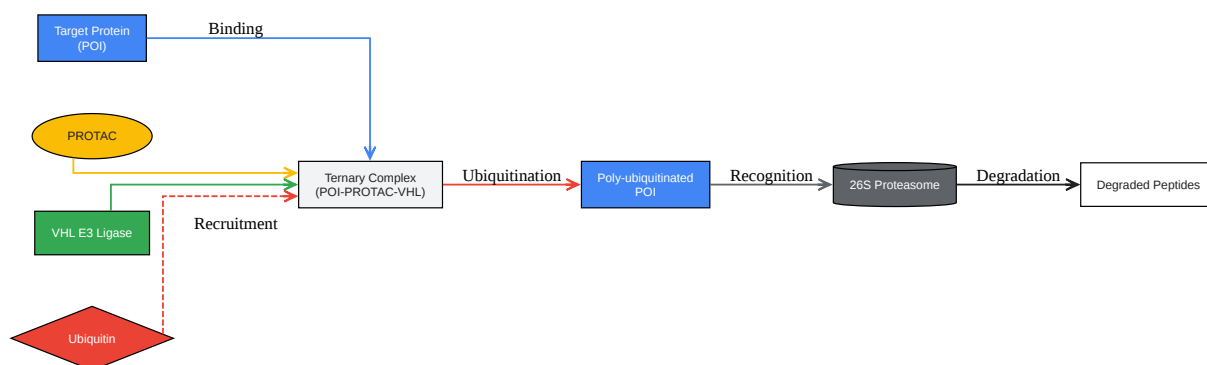 Target Protein
(POI)
Binding
PROTAC
VHL E3 Ligase
Recruitment
Ubiquitin
Ternary Complex
(POI-PROTAC-VHL)
Ubiquitination
Poly-ubiquitinated
POI
Recognition
26S Proteasome
Degradation
Degraded Peptides